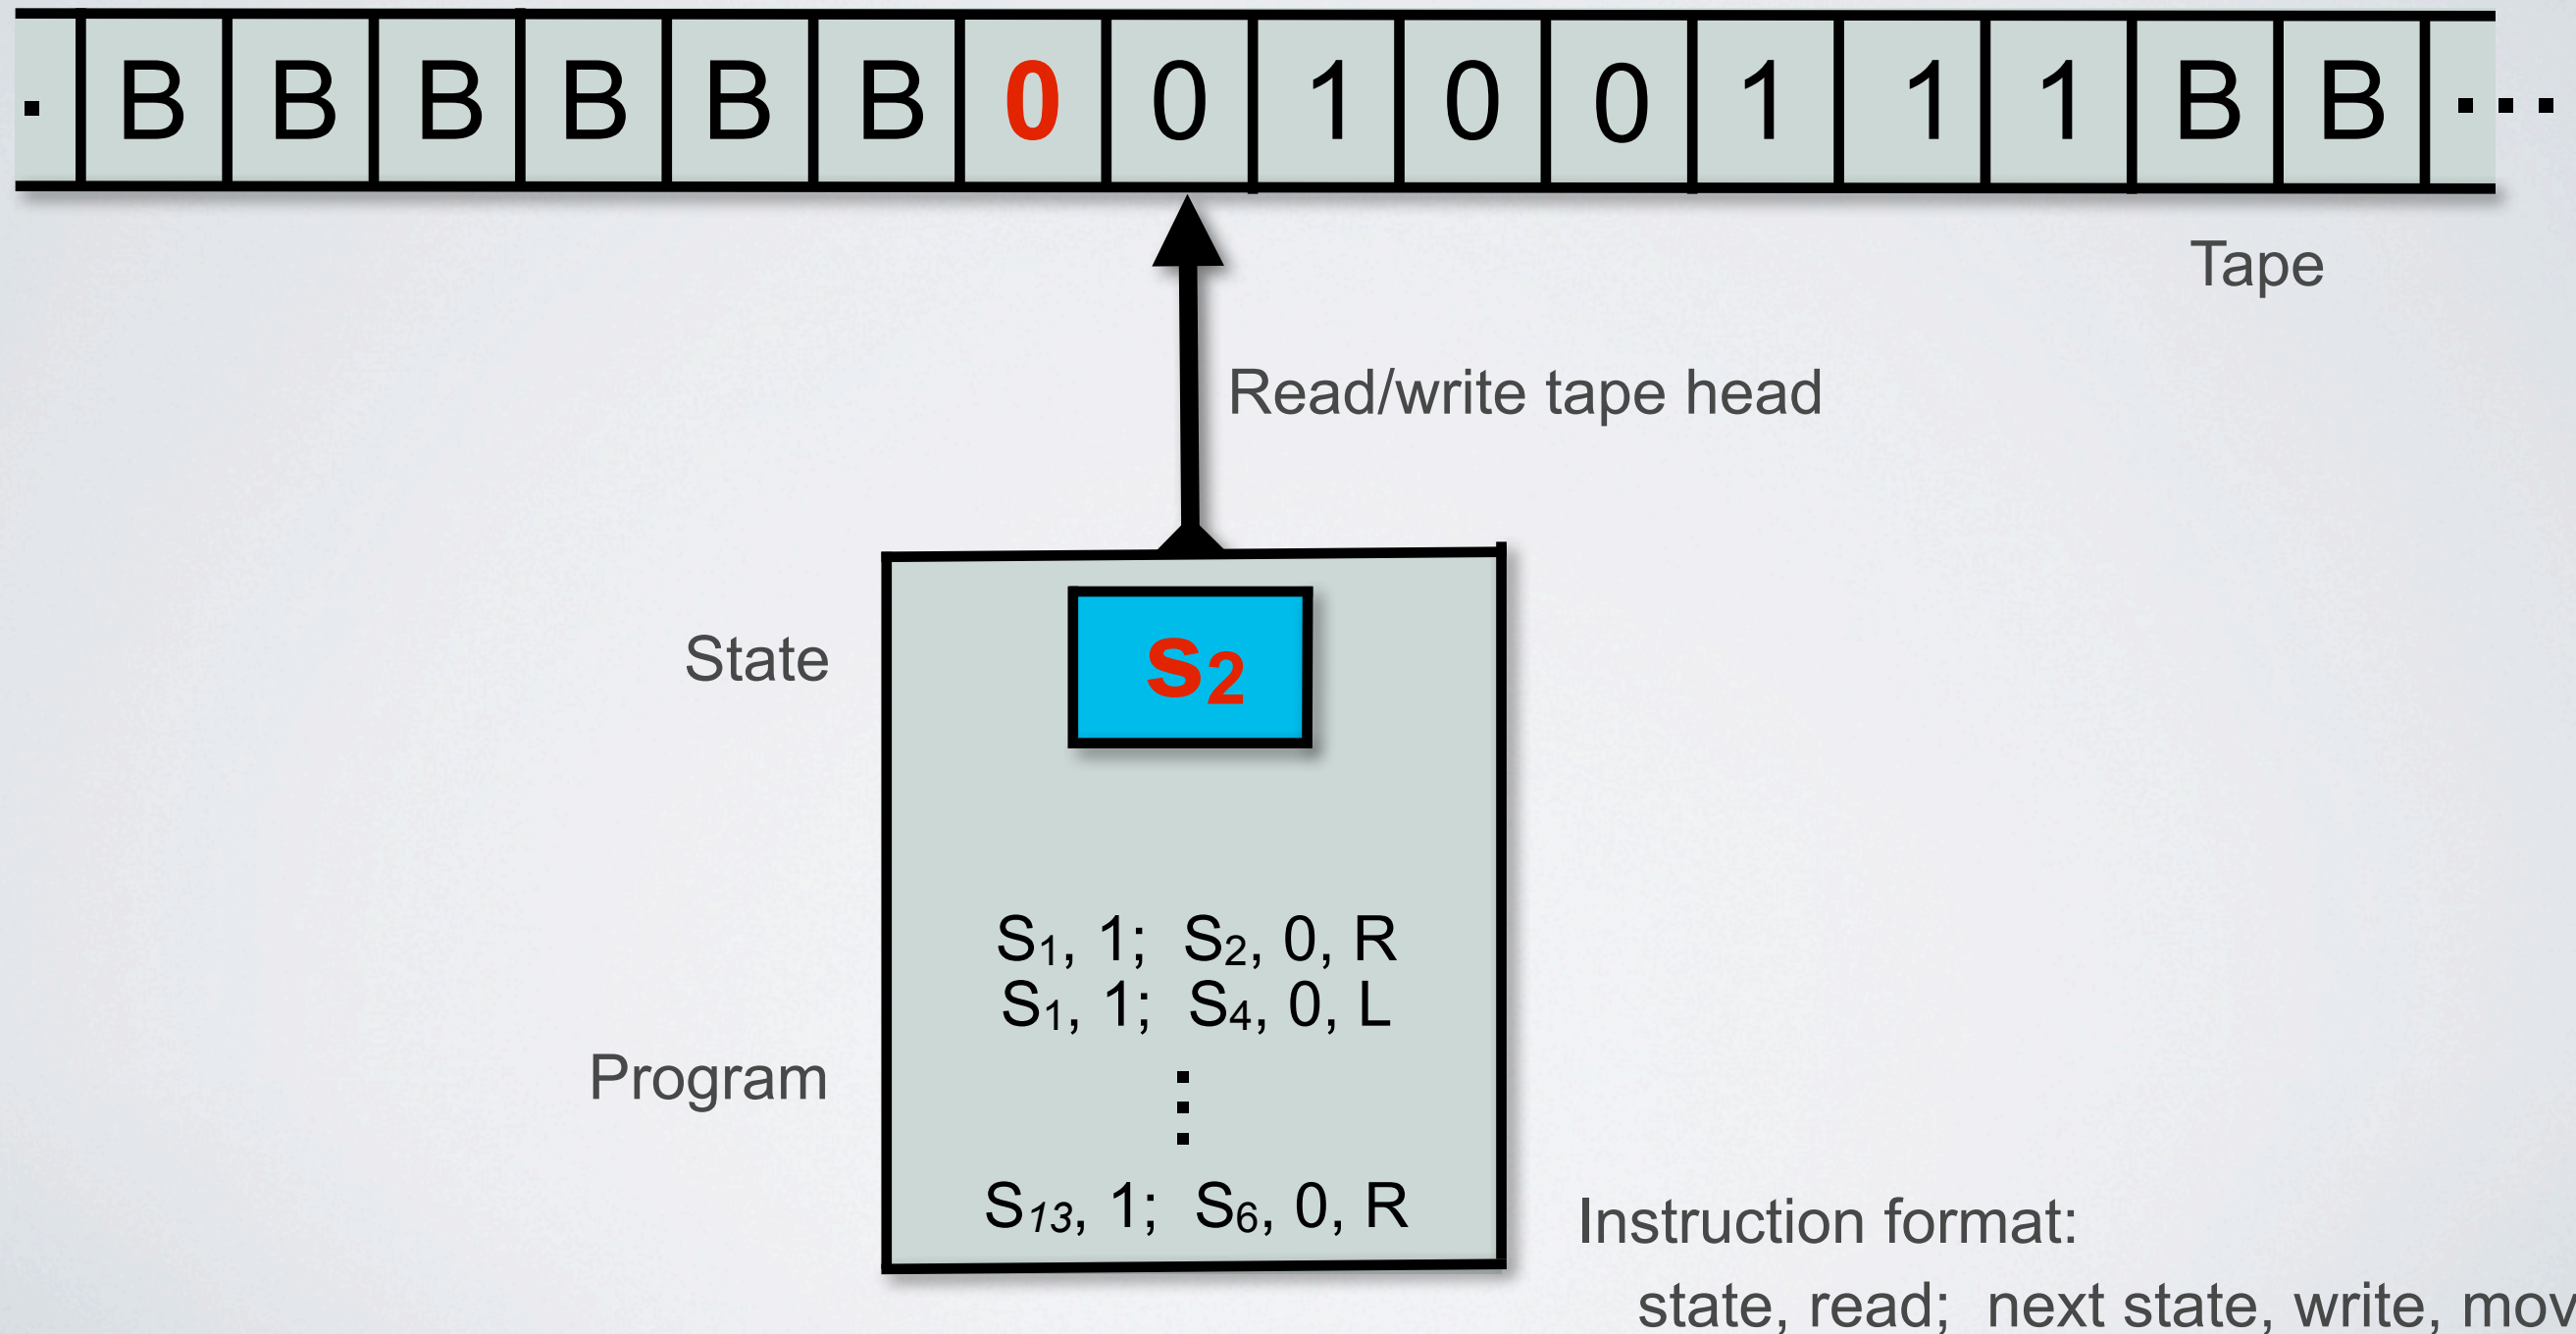 . B B B B B B 0 0 1 0 0 1 1 1 B B ...
Tape
Read/write tape head
State
s₂
S₁, 1; S₂, 0, R
S₁, 1; S₄, 0, L
Program
⋮
S₁₃, 1; S₆, 0, R
Instruction format:
state, read; next state, write, mov